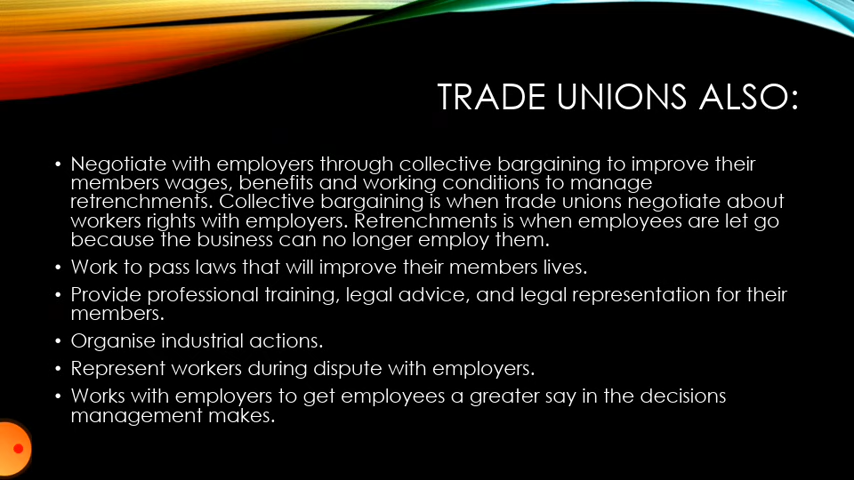 TRADE UNIONS ALSO:
• Negotiate with employers through collective bargaining to improve their
members wages, benefits and working conditions to manage
retrenchments. Collective bargaining is when trade unions negotiate about
workers rights with employers. Retrenchments is when employees are let go
because the business can no longer employ them.
• Work to pass laws that will improve their members lives.
• Provide professional training, legal advice, and legal representation for their
members.
• Organise industrial actions.
• Represent workers during dispute with employers.
• Works with employers to get employees a greater say in the decisions
management makes.